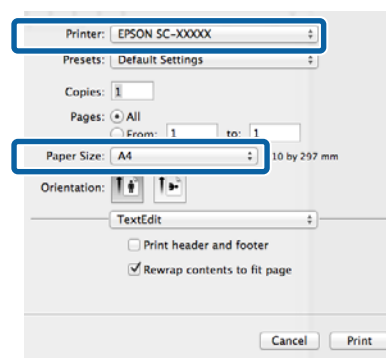 Printer: EPSON SC-XXXXX
Presets: Default Settings
Copies: 1
Pages: All
From: 1 to: 1
Paper Size: A4 10 by 297 mm
Orientation:
TextEdit
Print header and footer
Rewrap contents to fit page
Cancel Print